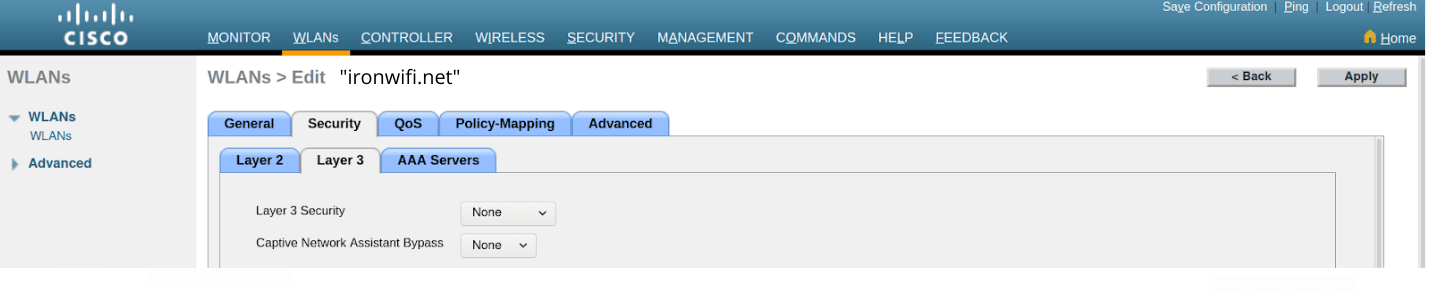 Save Configuration | Ping | Logout | Refresh
CISCO
MONITOR WLANs CONTROLLER WIRELESS SECURITY MANAGEMENT COMMANDS HELP FEEDBACK Home
WLANs
WLANs > Edit "ironwifi.net" < Back Apply
WLANs
WLANs
Advanced
General Security QoS Policy-Mapping Advanced
Layer 2 Layer 3 AAA Servers
Layer 3 Security None
Captive Network Assistant Bypass None